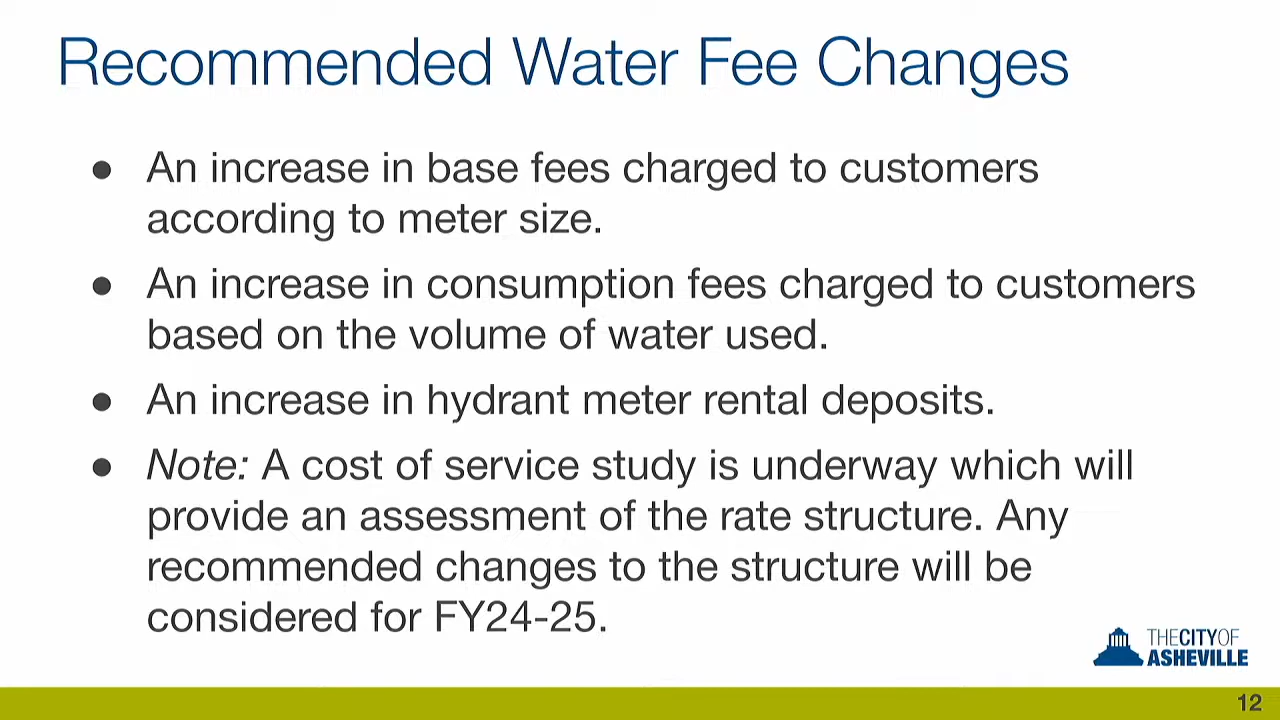 Recommended Water Fee Changes
● An increase in base fees charged to customers
according to meter size.
● An increase in consumption fees charged to customers
based on the volume of water used.
● An increase in hydrant meter rental deposits.
● Note: A cost of service study is underway which will
provide an assessment of the rate structure. Any
recommended changes to the structure will be
considered for FY24-25.
THE CITY OF
ASHEVILLE
12